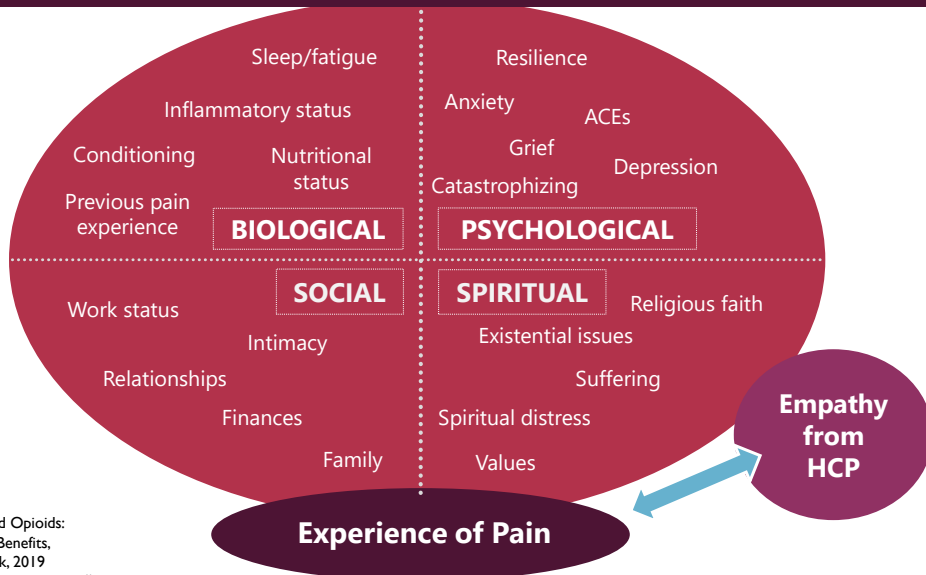 Sleep/fatigue
Inflammatory status
Conditioning
Nutritional
status
Previous pain
experience
BIOLOGICAL
Resilience
Anxiety
ACEs
Grief
Depression
Catastrophizing
PSYCHOLOGICAL
SOCIAL
Work status
Intimacy
Relationships
Finances
Family
SPIRITUAL
Religious faith
Existential issues
Suffering
Spiritual distress
Values
Empathy
from
HCP
Experience of Pain
d Opioids:
Benefits,
k, 2019